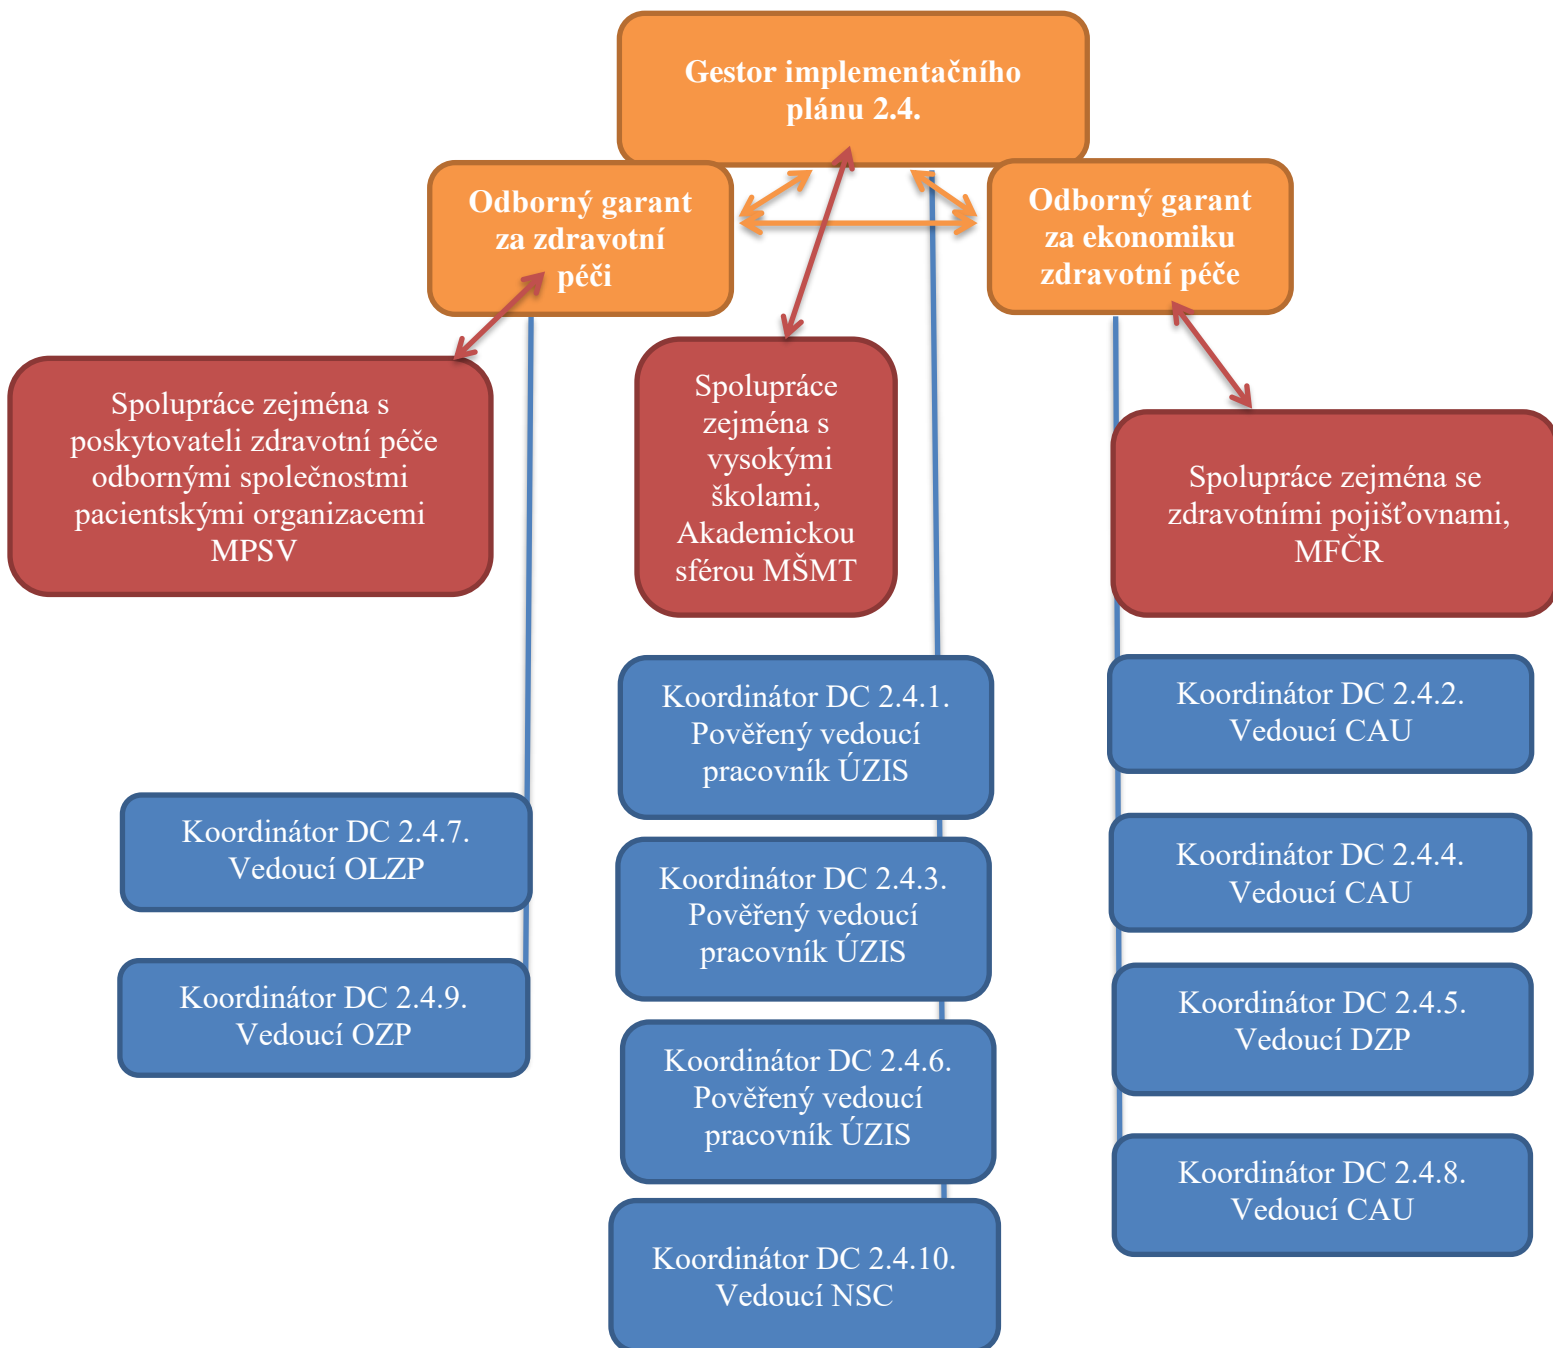 Gestor implementačního
plánu 2.4.
Odborný garant
za zdravotní
péči
Odborný garant
za ekonomiku
zdravotní péče
Spolupráce zejména s
poskytovateli zdravotní péče
odbornými společnostmi
pacientskými organizacemi
MPSV
Spolupráce
zejména s
vysokými
školami,
Akademickou
sférou MŠMT
Spolupráce zejména se
zdravotními pojišťovnami,
MFČR
Koordinátor DC 2.4.7.
Vedoucí OLZP
Koordinátor DC 2.4.9.
Vedoucí OZP
Koordinátor DC 2.4.1.
Pověřený vedoucí
pracovník ÚZIS
Koordinátor DC 2.4.3.
Pověřený vedoucí
pracovník ÚZIS
Koordinátor DC 2.4.6.
Pověřený vedoucí
pracovník ÚZIS
Koordinátor DC 2.4.10.
Vedoucí NSC
Koordinátor DC 2.4.2.
Vedoucí CAU
Koordinátor DC 2.4.4.
Vedoucí CAU
Koordinátor DC 2.4.5.
Vedoucí DZP
Koordinátor DC 2.4.8.
Vedoucí CAU